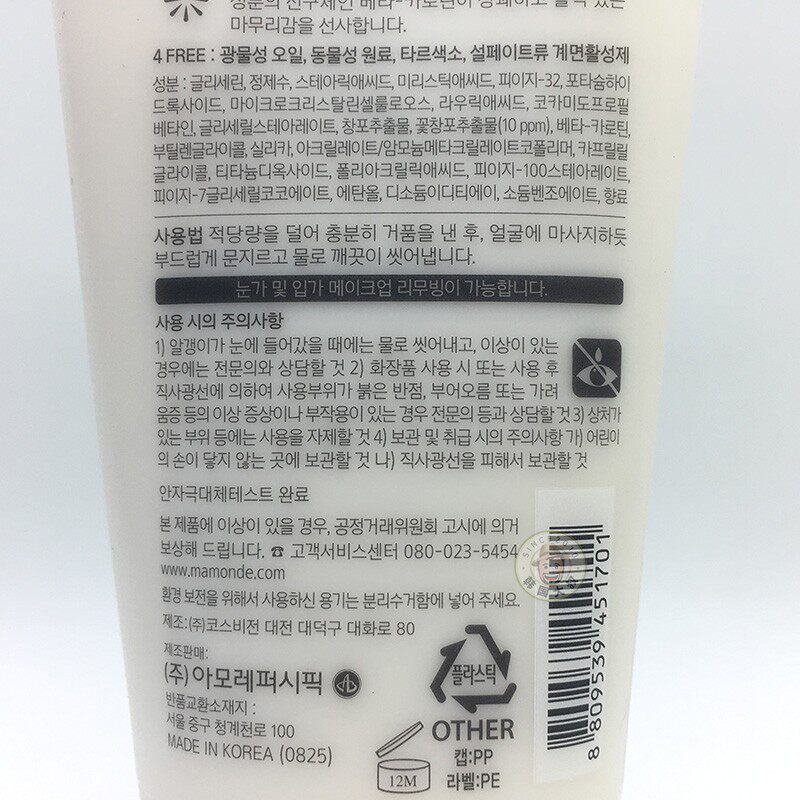 마무리감을 선사합니다.
4 FREE : 광물성 오일, 동물성 원료, 타르색소, 설페이트류 계면활성제
성분 : 글리세린, 정제수, 스테아릭애씨드, 미리스틱애씨드, 피이지-32, 포타슘하이
드록사이드, 마이크로크리스탈린셀룰로오스, 라우릭애씨드, 코카미도프로필
베타인, 글리세릴스테아레이트, 창포추출물, 꽃창포추출물(10 ppm), 베타-카로틴,
부틸렌글라이콜, 실리카, 아크릴레이트/암모늄메타크릴레이트코폴리머, 카프릴릴
글라이콜, 티타늄디옥사이드, 폴리아크릴릭애씨드, 피이지-100스테아레이트,
피이지-7글리세릴코코에이트, 에탄올, 디소듐이디티에이, 소듐벤조에이트, 향료
사용법 적당량을 덜어 충분히 거품을 낸 후, 얼굴에 마사지하듯
부드럽게 문지르고 물로 깨끗이 씻어냅니다.
눈가 및 입가 메이크업 리무빙이 가능합니다.
사용 시의 주의사항
1) 알갱이가 눈에 들어갔을 때에는 물로 씻어내고, 이상이 있는
경우에는 전문의와 상담할 것 2) 화장품 사용 시 또는 사용 후
직사광선에 의하여 사용부위가 붉은 반점, 부어오름 또는 가려
움증 등의 이상 증상이나 부작용이 있는 경우 전문의 등과 상담할 것 3) 상처가
있는 부위 등에는 사용을 자제할 것 4) 보관 및 취급 시의 주의사항 가) 어린이
의 손이 닿지 않는 곳에 보관할 것 나) 직사광선을 피해서 보관할 것
안자극대체테스트 완료
본 제품에 이상이 있을 경우, 공정거래위원회 고시에 의거
보상해 드립니다. ☎ 고객서비스센터 080-023-5454
www.mamonde.com
환경 보전을 위해서 사용하신 용기는 분리수거함에 넣어 주세요.
제조: (주)코스비전 대전 대덕구 대화로 80
제조판매:
(주)아모레퍼시픽
반품교환소재지 :
서울 중구 청계천로 100
MADE IN KOREA (0825)
플라스틱
OTHER
캡:PP
라벨:PE
12M
8 809539 451701